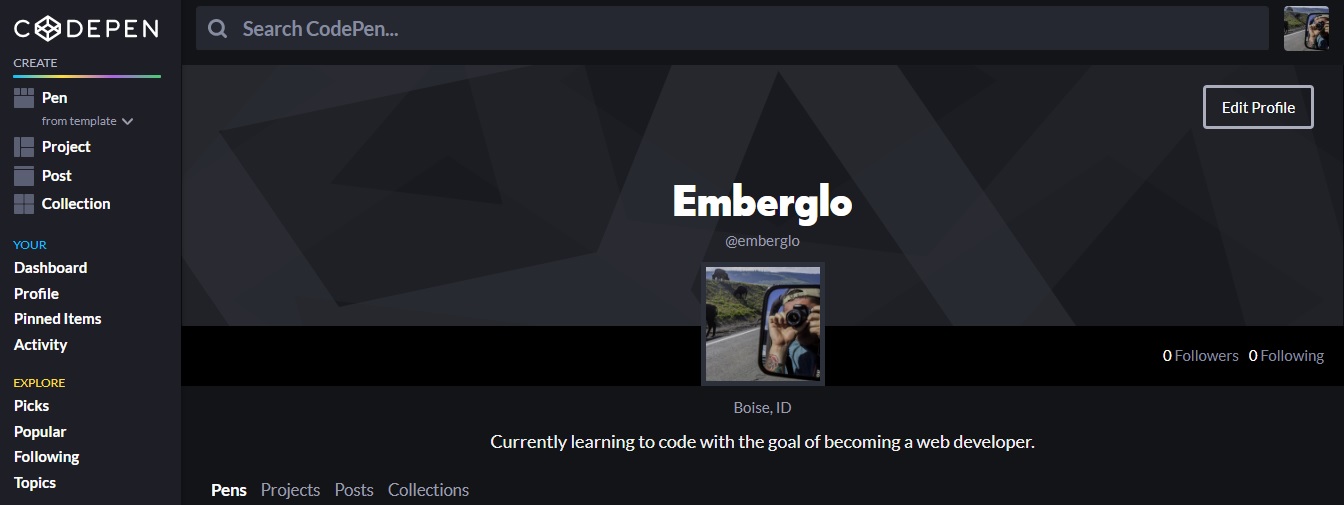 CODEPEN
CREATE
Pen
from template
Project
Post
Collection
YOUR
Dashboard
Profile
Pinned Items
Activity
EXPLORE
Picks
Popular
Following
Topics
Search CodePen...
Edit Profile
Emberglo
@emberglo
0 Followers 0 Following
Boise, ID
Currently learning to code with the goal of becoming a web developer.
Pens Projects Posts Collections